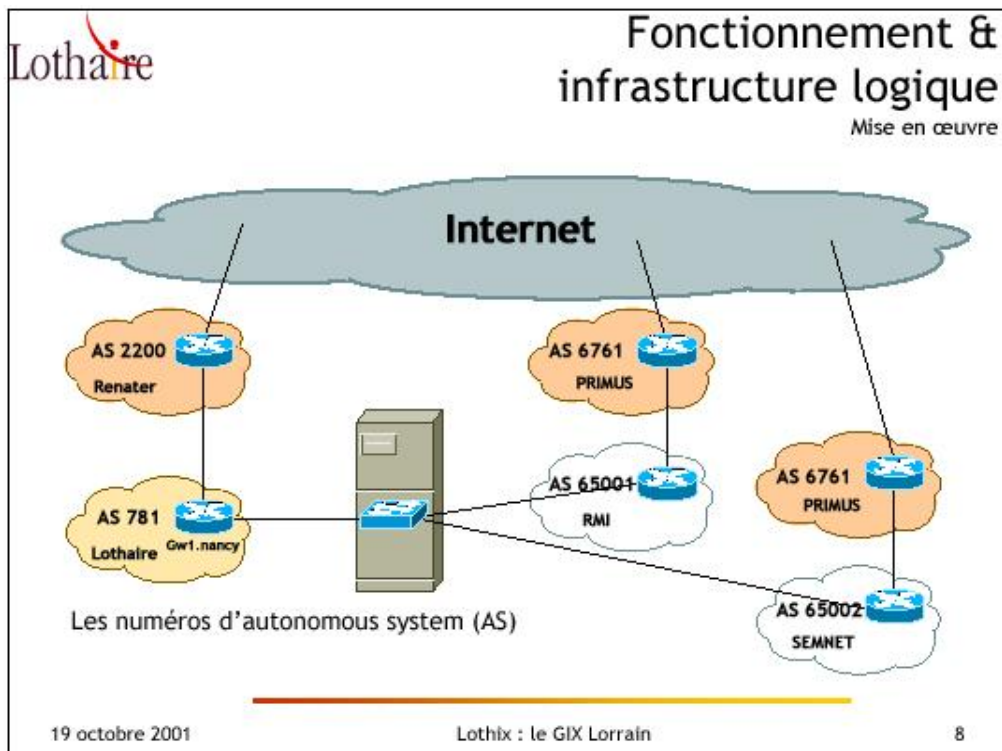 Lothaire
Fonctionnement &
infrastructure logique
Mise en œuvre
Internet
AS 2200
Renater
AS 6761
PRIMUS
AS 6761
PRIMUS
AS 65001
RMI
AS 781
Lothaire
Gw1.nancy
AS 65002
SEMNET
Les numéros d'autonomous system (AS)
19 octobre 2001
Lothix : le GIX Lorrain
8